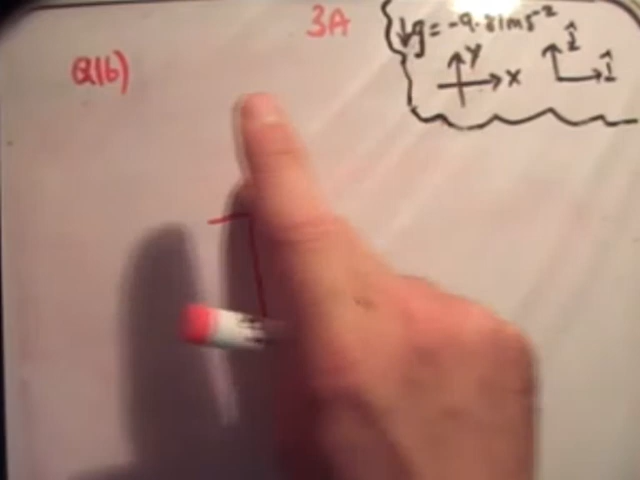 3A
Q1b)
↓g = -9.81ms⁻²
Y
X
ĵ
î